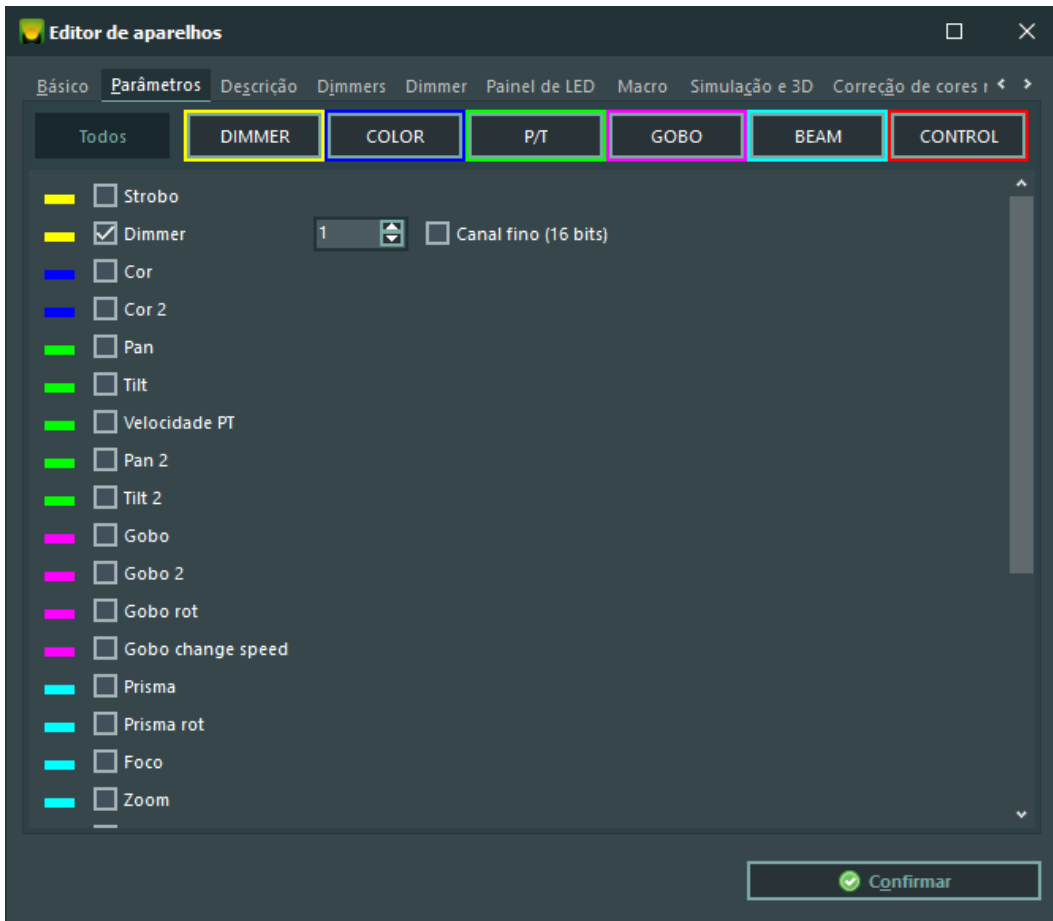 Editor de aparelhos
Básico Parâmetros Descrição Dimmers Dimmer Painel de LED Macro Simulação e 3D Correção de cores r
Todos DIMMER COLOR P/T GOBO BEAM CONTROL
Strobo
Dimmer 1 Canal fino (16 bits)
Cor
Cor 2
Pan
Tilt
Velocidade PT
Pan 2
Tilt 2
Gobo
Gobo 2
Gobo rot
Gobo change speed
Prisma
Prisma rot
Foco
Zoom
Confirmar